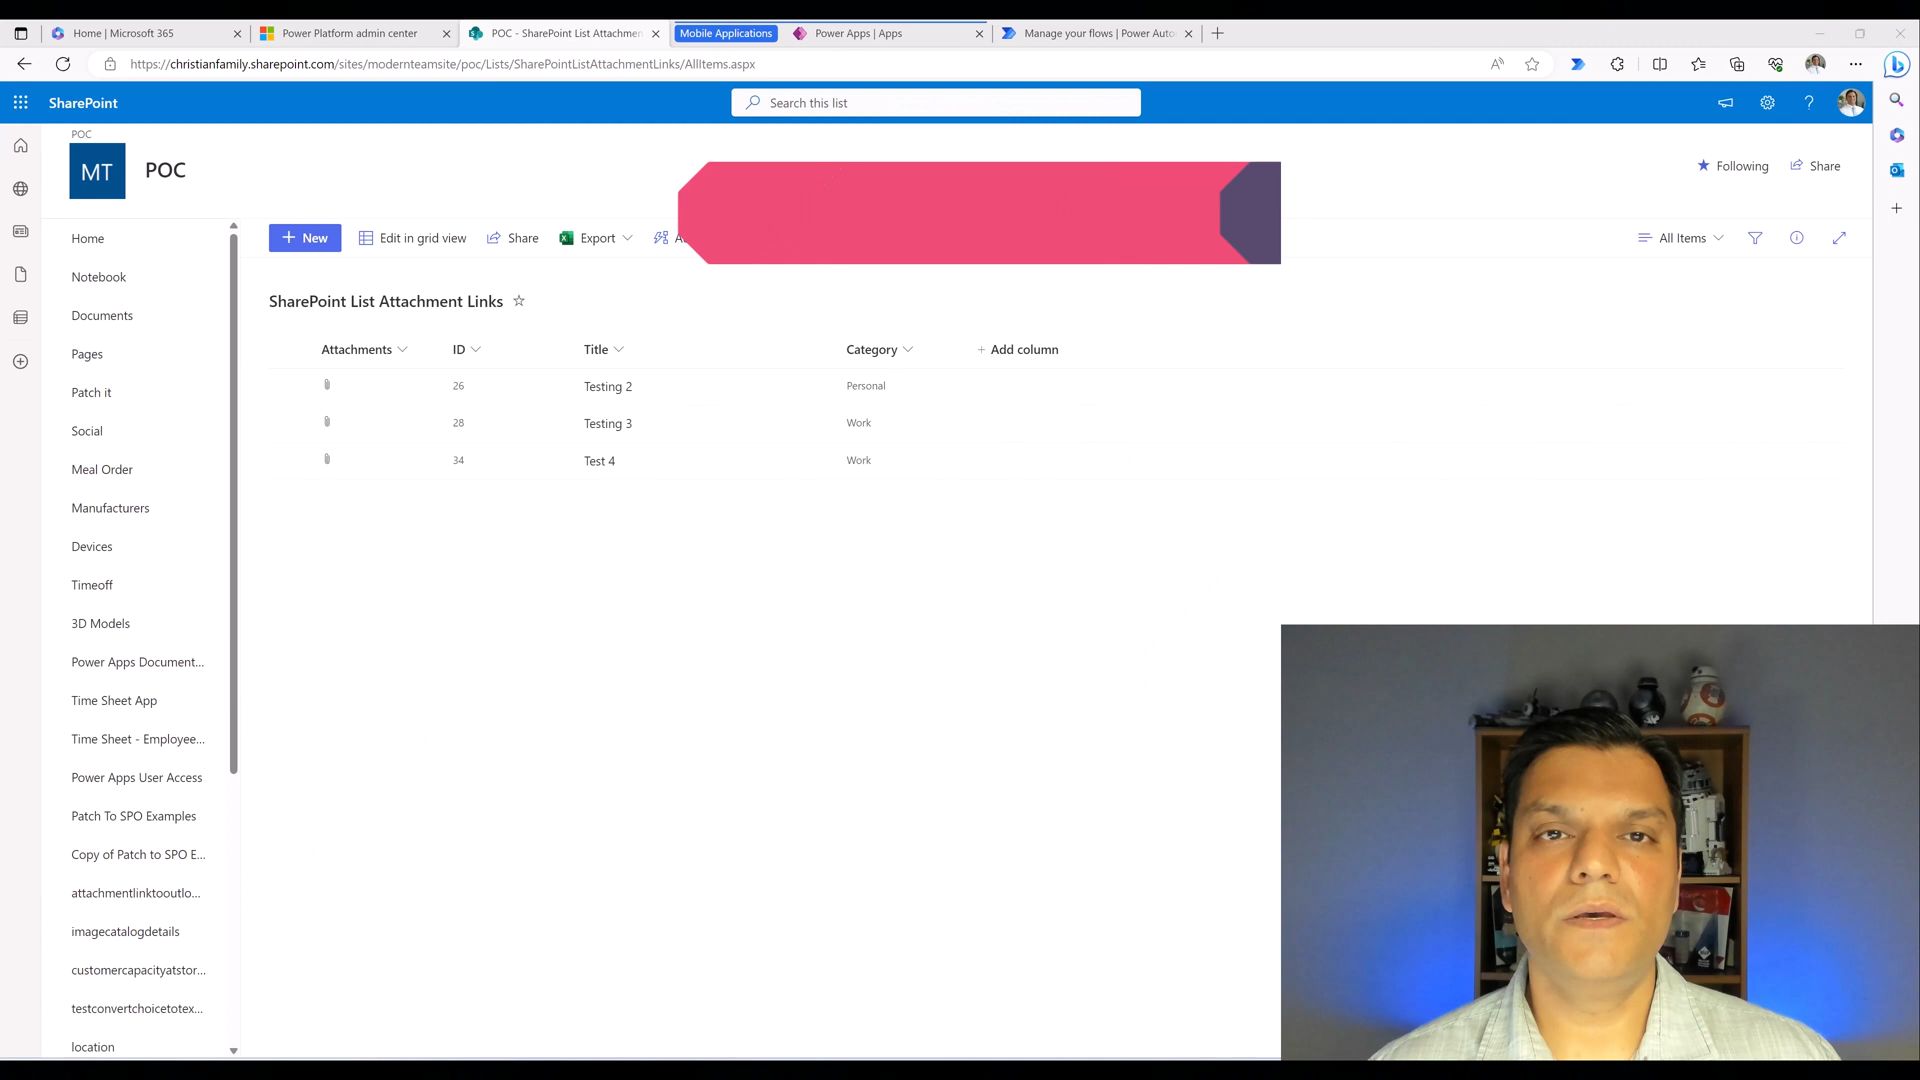 Home | Microsoft 365
Power Platform admin center
POC - SharePoint List Attachmen
Mobile Applications
Power Apps | Apps
Manage your flows | Power Auto
https://christianfamily.sharepoint.com/sites/modernteamsite/poc/Lists/SharePointListAttachmentLinks/AllItems.aspx
SharePoint
Search this list
POC
MT
POC
Following
Share
New
Edit in grid view
Share
Export
All Items
Home
Notebook
Documents
Pages
Patch it
Social
Meal Order
Manufacturers
Devices
Timeoff
3D Models
Power Apps Document...
Time Sheet App
Time Sheet - Employee...
Power Apps User Access
Patch To SPO Examples
Copy of Patch to SPO E...
attachmentlinktooutlo...
imagecatalogdetails
customercapacityatstor...
testconvertchoicetotex...
location
SharePoint List Attachment Links
Attachments ID Title Category + Add column
26 Testing 2 Personal
28 Testing 3 Work
34 Test 4 Work